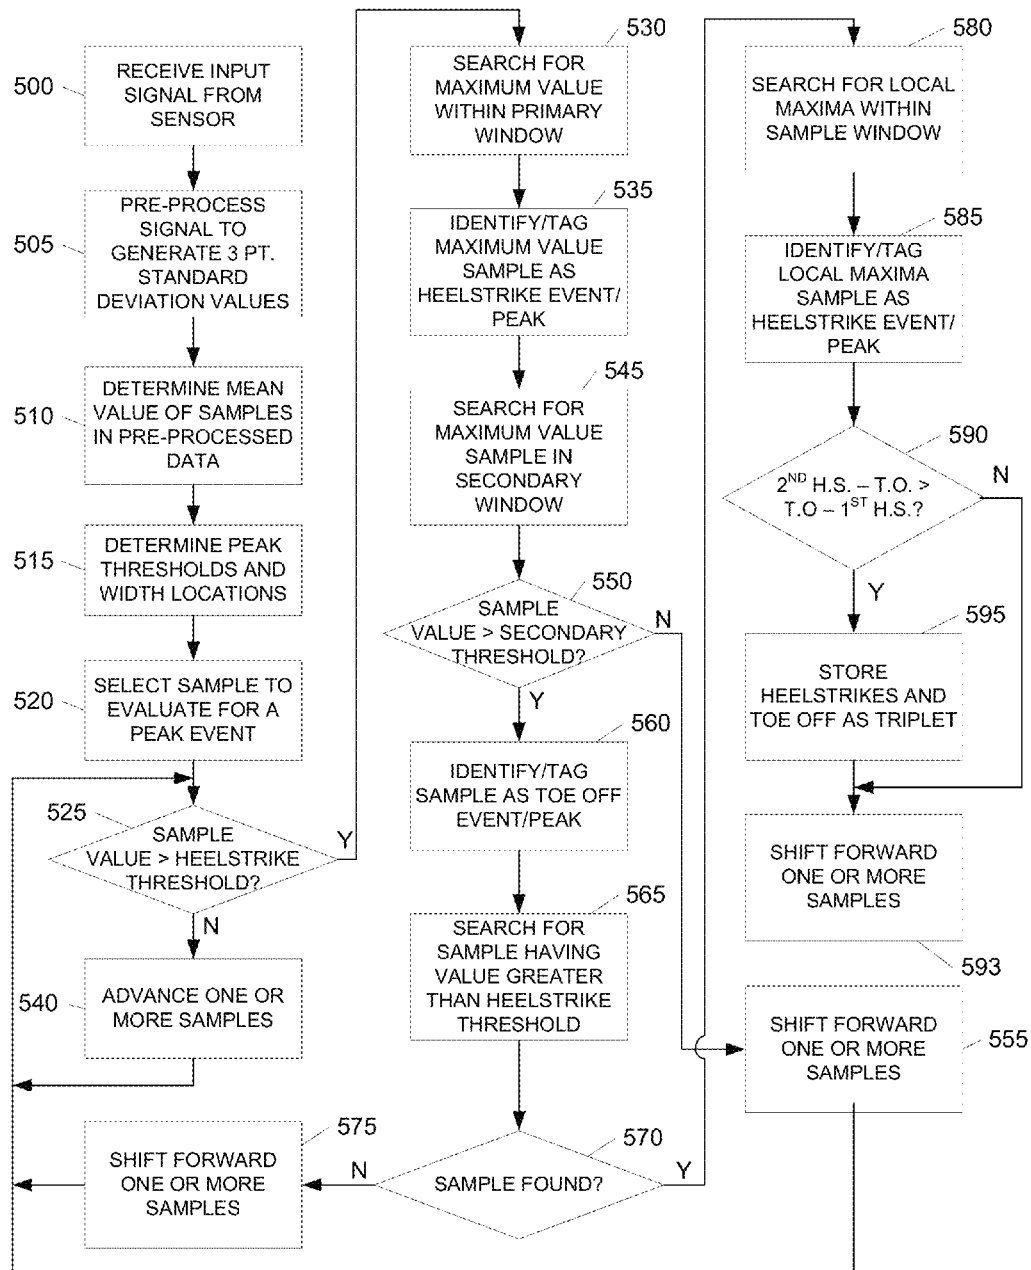 500
RECEIVE INPUT
SIGNAL FROM
SENSOR
505
PRE-PROCESS
SIGNAL TO
GENERATE 3 PT.
STANDARD
DEVIATION VALUES
510
DETERMINE MEAN
VALUE OF SAMPLES
IN PRE-PROCESSED
DATA
515
DETERMINE PEAK
THRESHOLDS AND
WIDTH LOCATIONS
520
SELECT SAMPLE TO
EVALUATE FOR A
PEAK EVENT
525
SAMPLE
VALUE > HEELSTRIKE
THRESHOLD?
Y
N
540
ADVANCE ONE OR
MORE SAMPLES
575
SHIFT FORWARD
ONE OR MORE
SAMPLES
530
SEARCH FOR
MAXIMUM VALUE
WITHIN PRIMARY
WINDOW
535
IDENTIFY/TAG
MAXIMUM VALUE
SAMPLE AS
HEELSTRIKE EVENT/
PEAK
545
SEARCH FOR
MAXIMUM VALUE
SAMPLE IN
SECONDARY
WINDOW
550
SAMPLE
VALUE > SECONDARY
THRESHOLD?
N
Y
560
IDENTIFY/TAG
SAMPLE AS TOE OFF
EVENT/PEAK
565
SEARCH FOR
SAMPLE HAVING
VALUE GREATER
THAN HEELSTRIKE
THRESHOLD
570
SAMPLE FOUND?
N
Y
580
SEARCH FOR LOCAL
MAXIMA WITHIN
SAMPLE WINDOW
585
IDENTIFY/TAG
LOCAL MAXIMA
SAMPLE AS
HEELSTRIKE EVENT/
PEAK
590
2ND H.S. – T.O. >
T.O – 1ST H.S.?
N
Y
595
STORE
HEELSTRIKES AND
TOE OFF AS TRIPLET
SHIFT FORWARD
ONE OR MORE
SAMPLES
593
SHIFT FORWARD
ONE OR MORE
SAMPLES
555